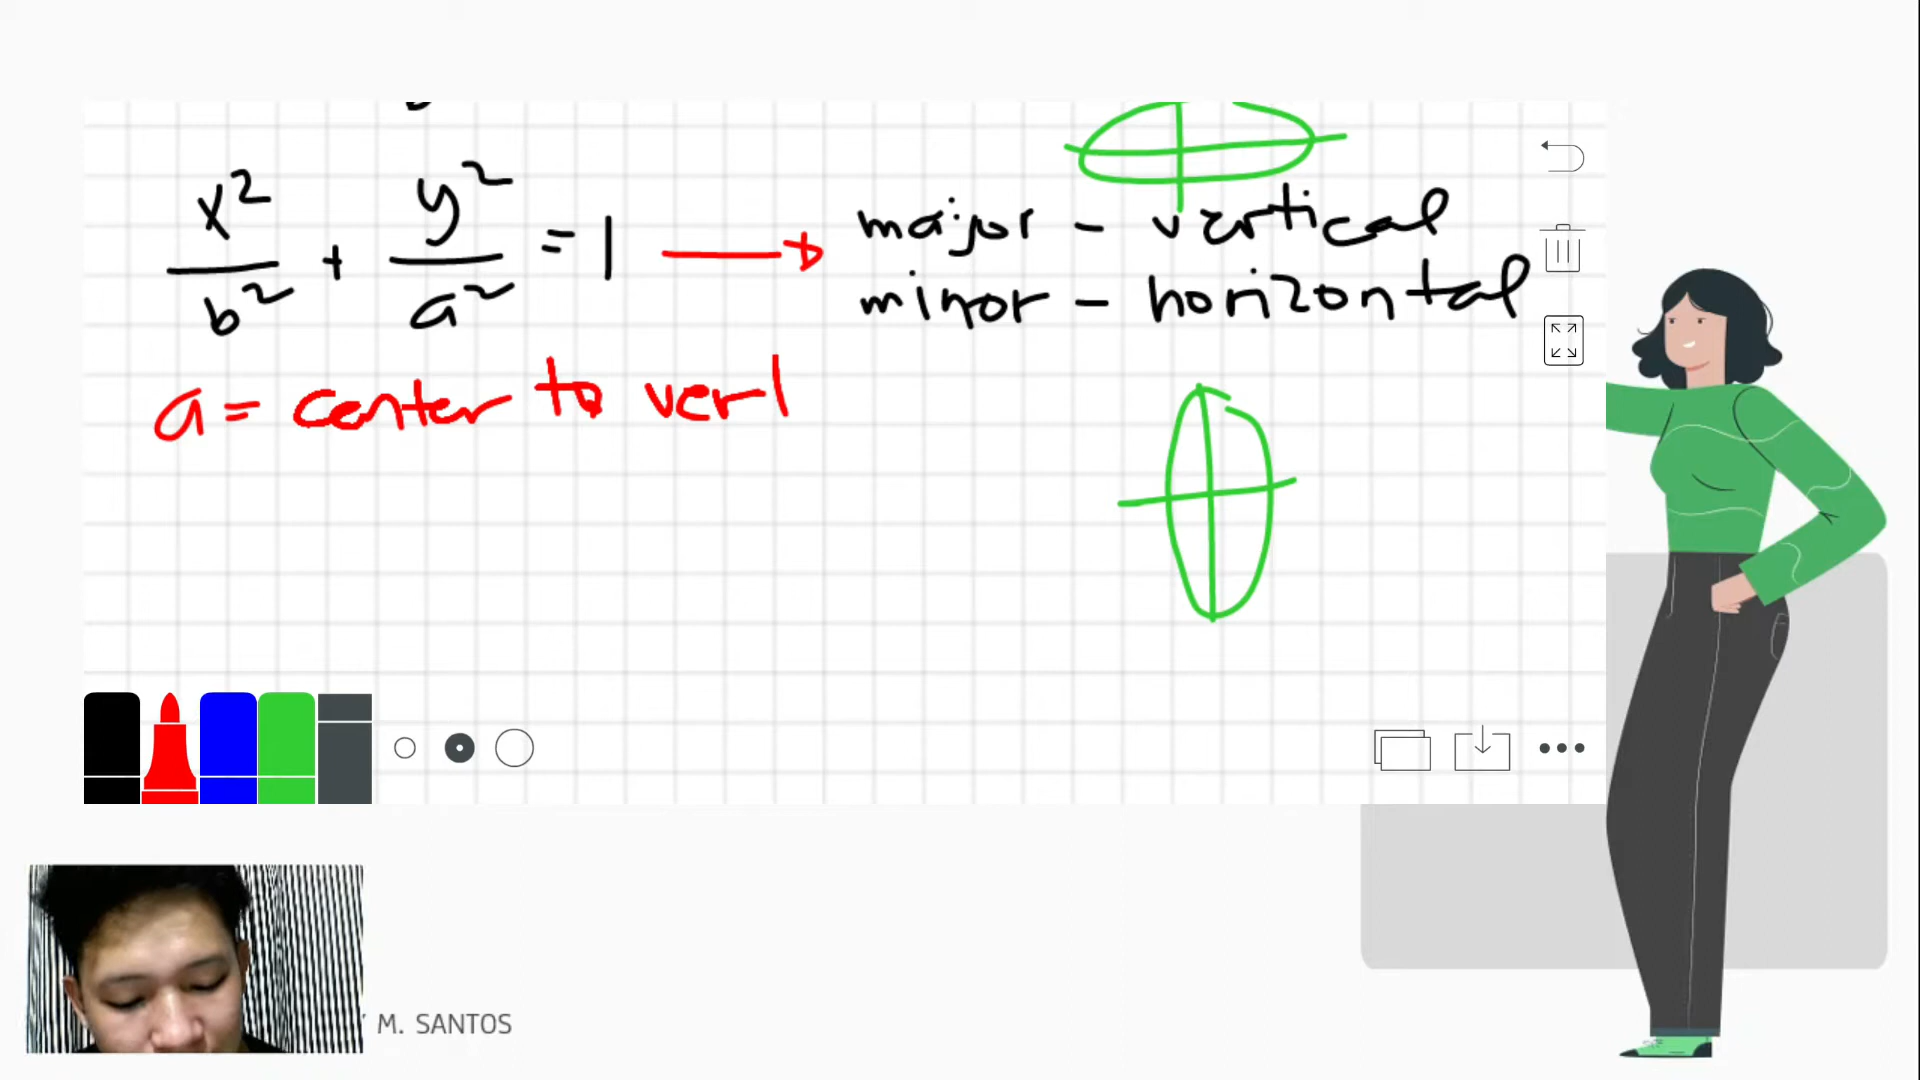 x² / b² + y² / a² = 1 → major - vertical
minor - horizontal
a = center to vert
M. SANTOS